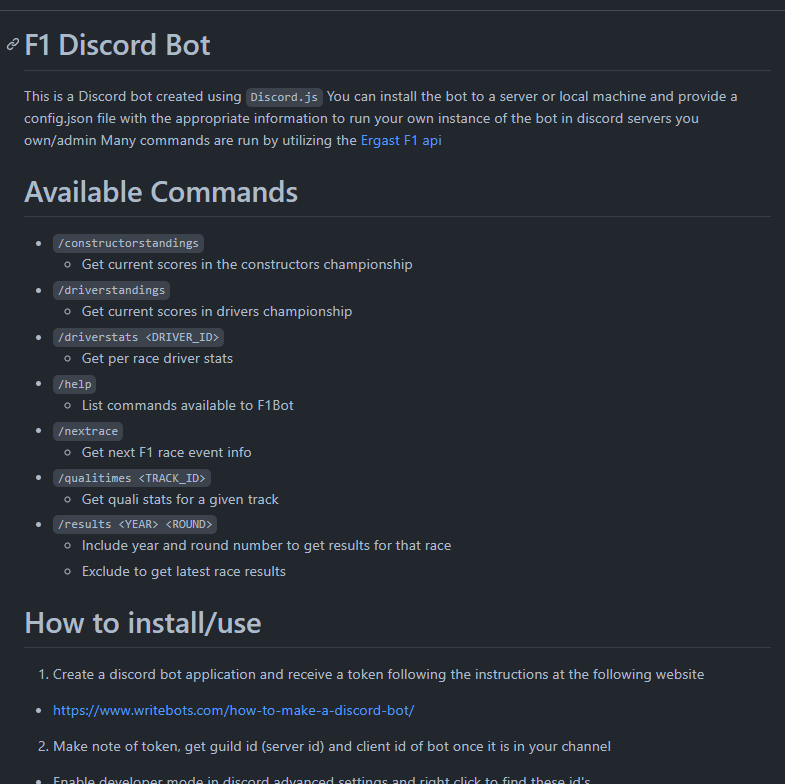 F1 Discord Bot
This is a Discord bot created using Discord.js You can install the bot to a server or local machine and provide a
config.json file with the appropriate information to run your own instance of the bot in discord servers you
own/admin Many commands are run by utilizing the Ergast F1 api
Available Commands
/constructorstandings
Get current scores in the constructors championship
/driverstandings
Get current scores in drivers championship
/driverstats <DRIVER_ID>
Get per race driver stats
/help
List commands available to F1Bot
/nextrace
Get next F1 race event info
/qualitimes <TRACK_ID>
Get quali stats for a given track
/results <YEAR> <ROUND>
Include year and round number to get results for that race
Exclude to get latest race results
How to install/use
1. Create a discord bot application and receive a token following the instructions at the following website
https://www.writebots.com/how-to-make-a-discord-bot/
2. Make note of token, get guild id (server id) and client id of bot once it is in your channel
Enable developer mode in discord advanced settings and right click to find these id's